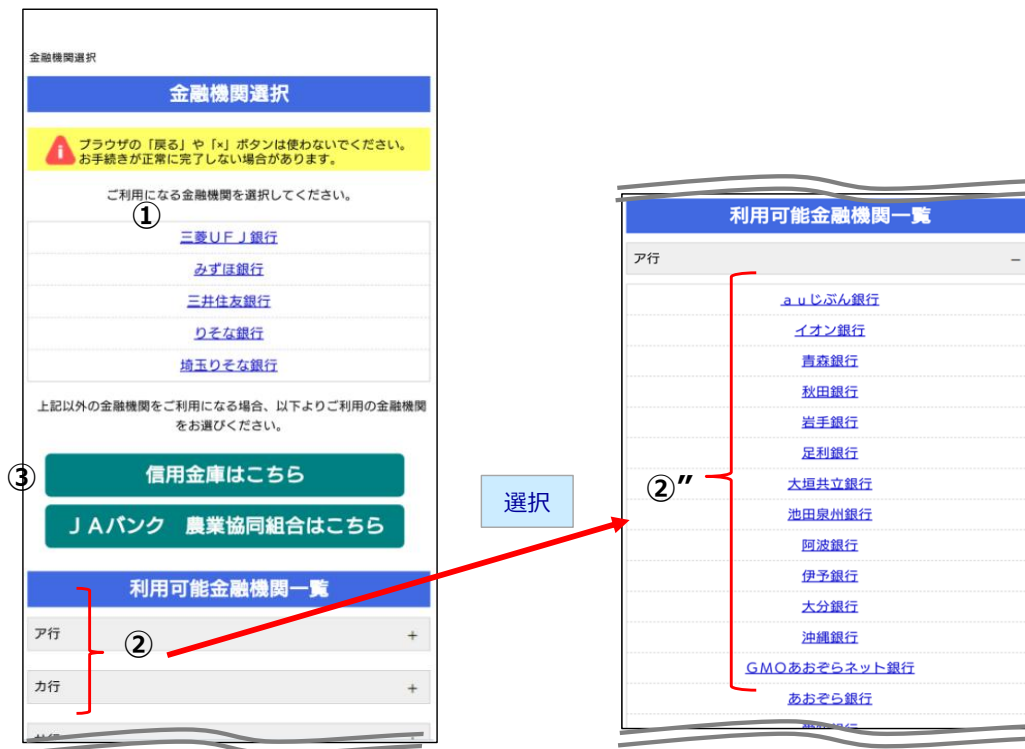 金融機関選択
金融機関選択
ブラウザの「戻る」や「×」ボタンは使わないでください。
お手続きが正常に完了しない場合があります。
ご利用になる金融機関を選択してください。
①
三菱UFJ銀行
みずほ銀行
三井住友銀行
りそな銀行
埼玉りそな銀行
上記以外の金融機関をご利用になる場合、以下よりご利用の金融機関
をお選びください。
③
信用金庫はこちら
JAバンク 農業協同組合はこちら
利用可能金融機関一覧
ア行 +
②
カ行 +
選択
利用可能金融機関一覧
ア行 −
②"
auじぶん銀行
イオン銀行
青森銀行
秋田銀行
岩手銀行
足利銀行
大垣共立銀行
池田泉州銀行
阿波銀行
伊予銀行
大分銀行
沖縄銀行
GMOあおぞらネット銀行
あおぞら銀行